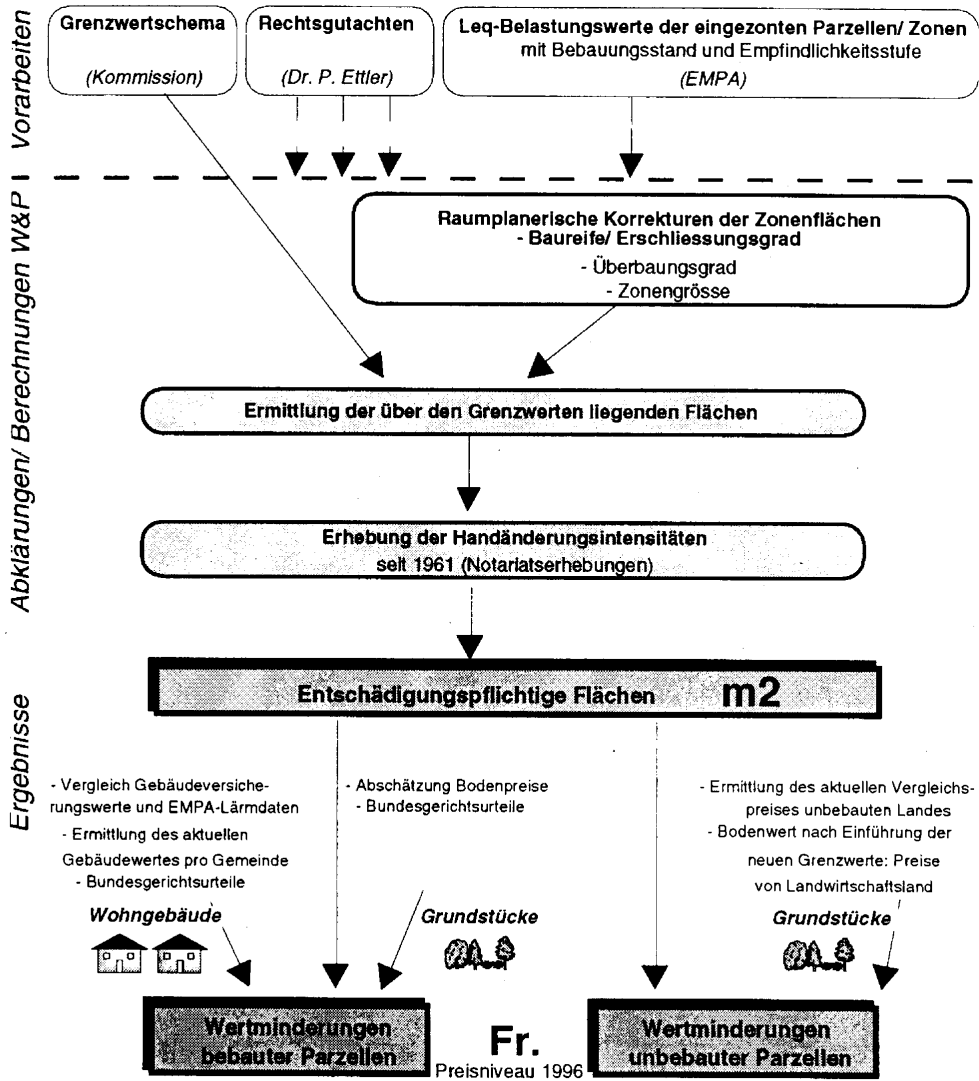 Vorarbeiten
Grenzwertschema
(Kommission)
Rechtsgutachten
(Dr. P. Ettler)
Leq-Belastungswerte der eingezonten Parzellen/ Zonen
mit Bebauungsstand und Empfindlichkeitsstufe
(EMPA)
Abklärungen/ Berechnungen W&P
Raumplanerische Korrekturen der Zonenflächen
- Baureife/ Erschliessungsgrad
- Überbaungsgrad
- Zonengrösse
Ermittlung der über den Grenzwerten liegenden Flächen
Erhebung der Handänderungsintensitäten
seit 1961 (Notariatserhebungen)
Ergebnisse
Entschädigungspflichtige Flächen m2
- Vergleich Gebäudeversiche-
rungswerte und EMPA-Lärmdaten
- Ermittlung des aktuellen
Gebäudewertes pro Gemeinde
- Bundesgerichtsurteile
Wohngebäude
- Abschätzung Bodenpreise
- Bundesgerichtsurteile
Grundstücke
- Ermittlung des aktuellen Vergleichs-
preises unbebauten Landes
- Bodenwert nach Einführung der
neuen Grenzwerte: Preise
von Landwirtschaftsland
Grundstücke
Wertminderungen
bebauter Parzellen
Fr.
Preisniveau 1996
Wertminderungen
unbebauter Parzellen